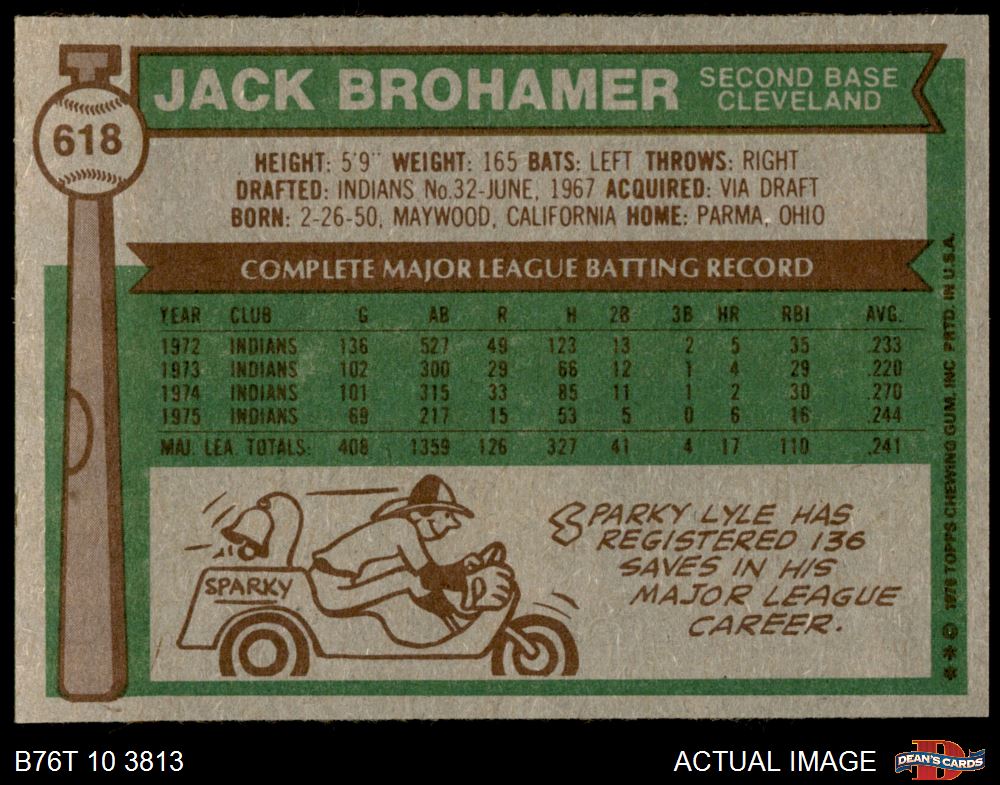 JACK BROHAMER
SECOND BASE
CLEVELAND
618
HEIGHT: 5'9" WEIGHT: 165 BATS: LEFT THROWS: RIGHT
DRAFTED: INDIANS No.32-JUNE, 1967 ACQUIRED: VIA DRAFT
BORN: 2-26-50, MAYWOOD, CALIFORNIA HOME: PARMA, OHIO
COMPLETE MAJOR LEAGUE BATTING RECORD
YEAR CLUB G AB R H 2B 3B HR RBI AVG.
1972 INDIANS 136 527 49 123 13 2 5 35 .233
1973 INDIANS 102 300 29 66 12 1 4 29 .220
1974 INDIANS 101 315 33 85 11 1 2 30 .270
1975 INDIANS 69 217 15 53 5 0 6 16 .244
MAJ. LEA. TOTALS: 408 1359 126 327 41 4 17 110 .241
SPARKY
SPARKY LYLE HAS
REGISTERED 136
SAVES IN HIS
MAJOR LEAGUE
CAREER.
** © 1976 TOPPS CHEWING GUM, INC. PRTD. IN U.S.A.
B76T 10 3813
ACTUAL IMAGE
D
DEAN'S CARDS